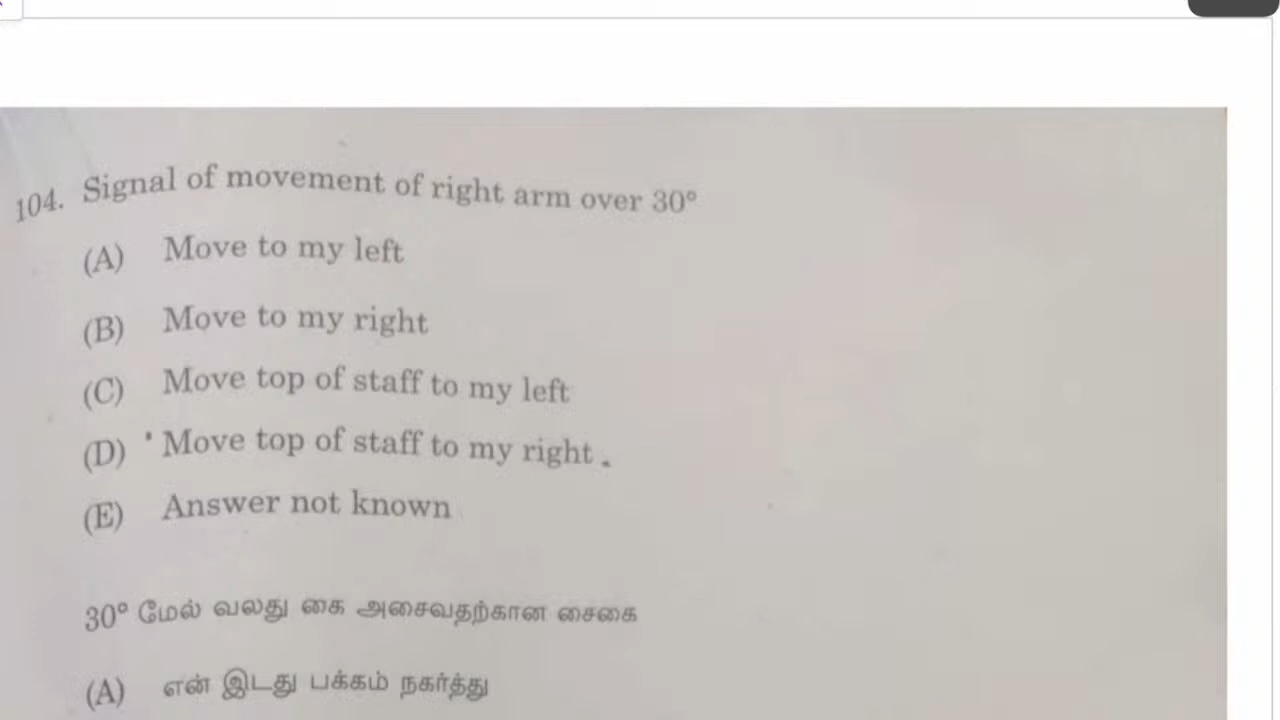 104. Signal of movement of right arm over 30°
(A) Move to my left
(B) Move to my right
(C) Move top of staff to my left
(D) Move top of staff to my right .
(E) Answer not known
30° மேல் வலது கை அசைவதற்கான சைகை
(A) என் இடது பக்கம் நகர்த்து